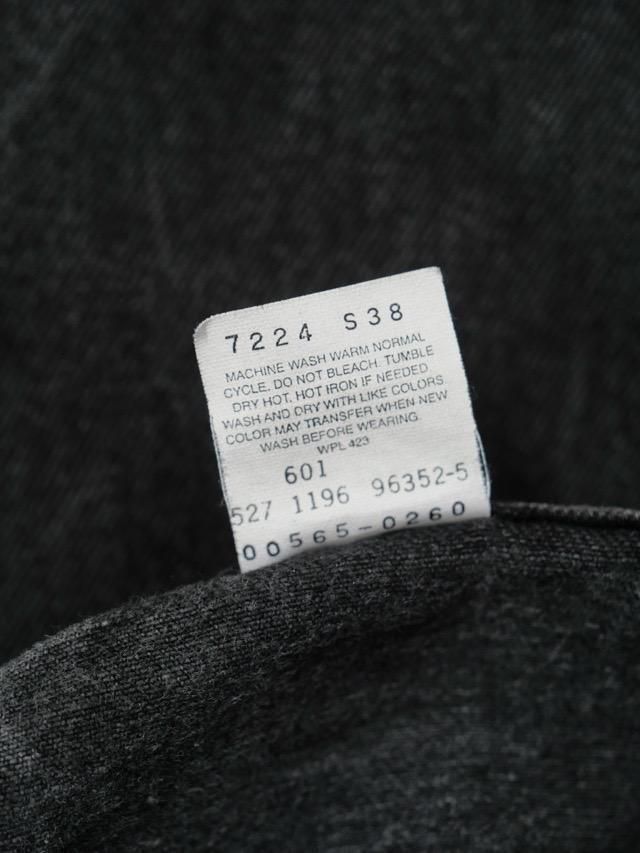 7224 S38
MACHINE WASH WARM NORMAL
CYCLE. DO NOT BLEACH. TUMBLE
DRY HOT. HOT IRON IF NEEDED
WASH AND DRY WITH LIKE COLORS
COLOR MAY TRANSFER WHEN NEW
WASH BEFORE WEARING.
WPL 423
601
527 1196 96352-5
00565-0260